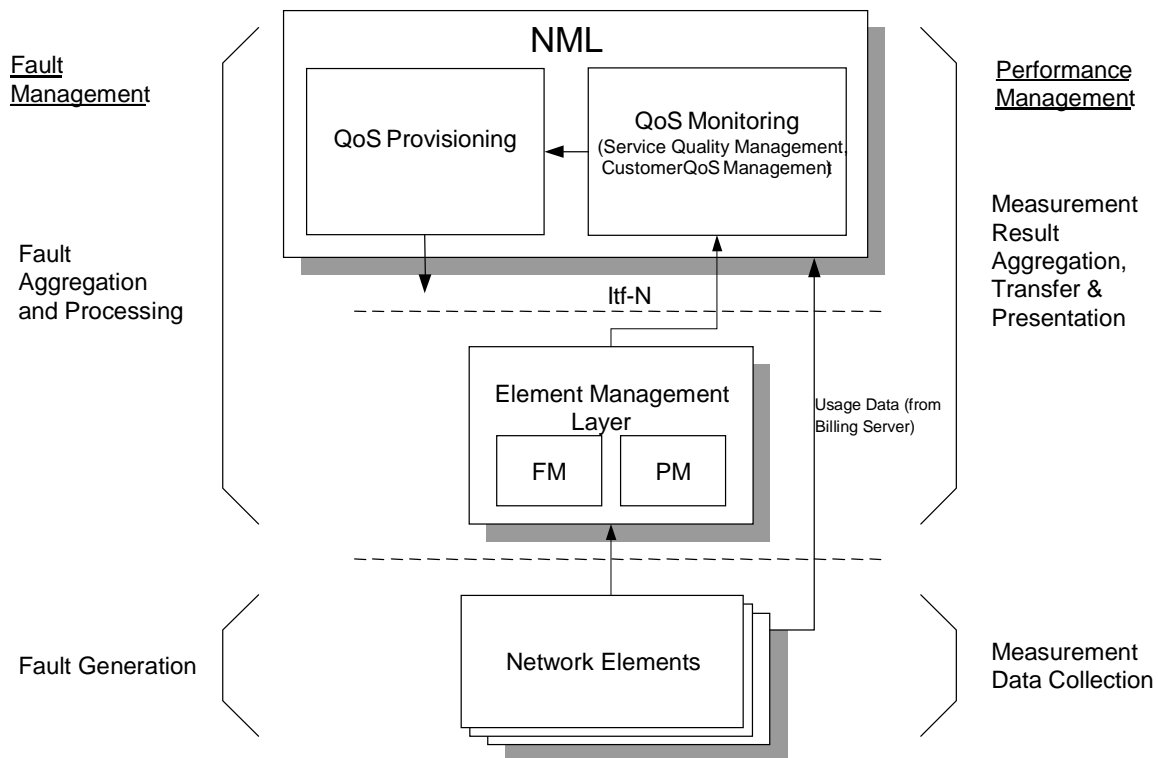 NML
Fault
Management
Performance
Management
QoS Provisioning
QoS Monitoring
(Service Quality Management,
CustomerQoS Management)
Fault
Aggregation
and Processing
Measurement
Result
Aggregation,
Transfer &
Presentation
Itf-N
Element Management
Layer
FM
PM
Usage Data (from
Billing Server)
Fault Generation
Network Elements
Measurement
Data Collection